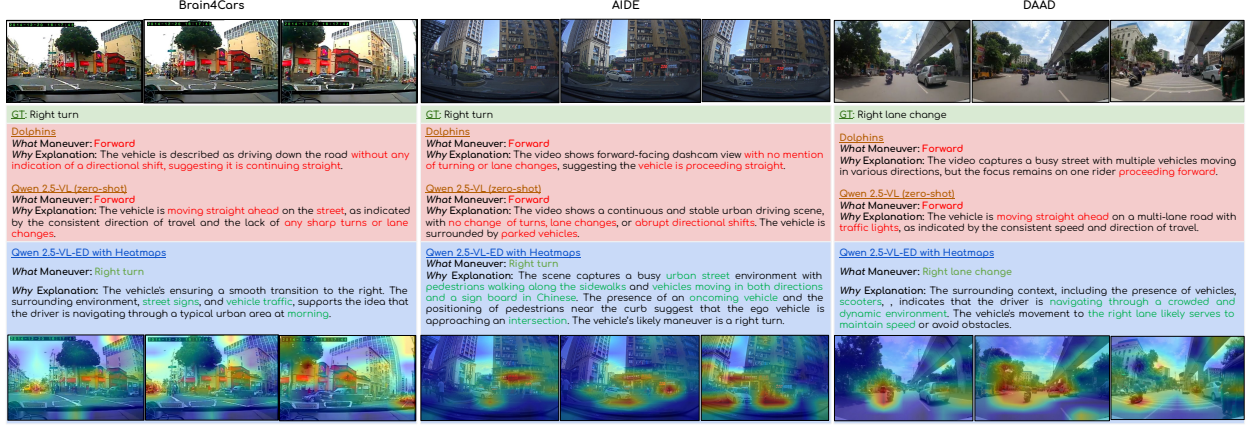 Brain4Cars
GT: Right turn
Dolphins
What Maneuver: Forward
Why Explanation: The vehicle is described as driving down the road without any
indication of a directional shift, suggesting it is continuing straight.
Qwen 2.5-VL (zero-shot)
What Maneuver: Forward
Why Explanation: The vehicle is moving straight ahead on the street, as indicated
by the consistent direction of travel and the lack of any sharp turns or lane
changes.
Qwen 2.5-VL-ED with Heatmaps
What Maneuver: Right turn
Why Explanation: The vehicle's ensuring a smooth transition to the right. The
surrounding environment, street signs, and vehicle traffic, supports the idea that
the driver is navigating through a typical urban area at morning.
AIDE
GT: Right turn
Dolphins
What Maneuver: Forward
Why Explanation: The video shows forward-facing dashcam view with no mention
of turning or lane changes, suggesting the vehicle is proceeding straight.
Qwen 2.5-VL (zero-shot)
What Maneuver: Forward
Why Explanation: The video shows a continuous and stable urban driving scene,
with no change of turns, lane changes, or abrupt directional shifts. The vehicle is
surrounded by parked vehicles.
Qwen 2.5-VL-ED with Heatmaps
What Maneuver: Right turn
Why Explanation: The scene captures a busy urban street environment with
pedestrians walking along the sidewalks and vehicles moving in both directions
and a sign board in Chinese. The presence of an oncoming vehicle and the
positioning of pedestrians near the curb suggest that the ego vehicle is
approaching an intersection. The vehicle's likely maneuver is a right turn.
DAAD
GT: Right lane change
Dolphins
What Maneuver: Forward
Why Explanation: The video captures a busy street with multiple vehicles moving
in various directions, but the focus remains on one rider proceeding forward.
Qwen 2.5-VL (zero-shot)
What Maneuver: Forward
Why Explanation: The vehicle is moving straight ahead on a multi-lane road with
traffic lights, as indicated by the consistent speed and direction of travel.
Qwen 2.5-VL-ED with Heatmaps
What Maneuver: Right lane change
Why Explanation: The surrounding context, including the presence of vehicles,
scooters, , indicates that the driver is navigating through a crowded and
dynamic environment. The vehicle's movement to the right lane likely serves to
maintain speed or avoid obstacles.